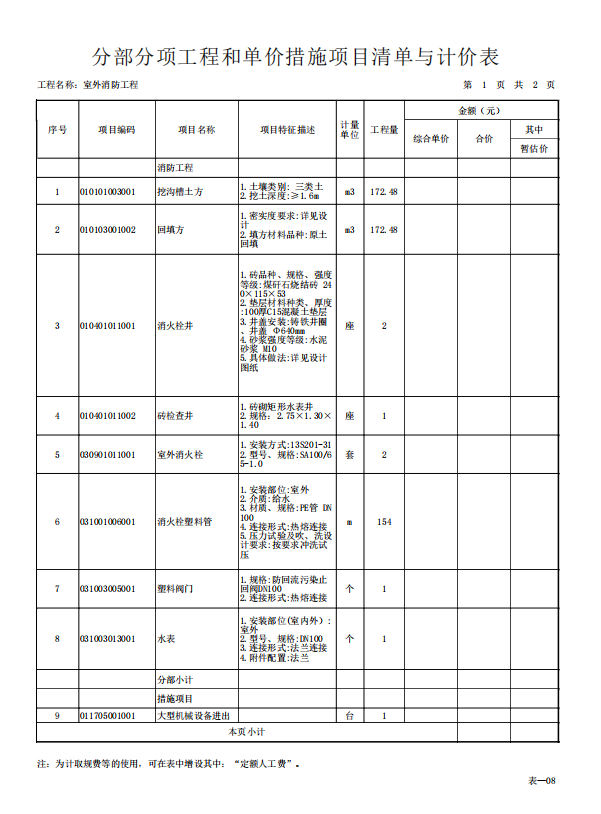 分部分项工程和单价措施项目清单与计价表
工程名称：室外消防工程 第 1 页 共 2 页
序号 项目编码 项目名称 项目特征描述 计量单位 工程量 金额（元）
综合单价 合价 其中
暂估价
消防工程
1 010101003001 挖沟槽土方 1.土壤类别：三类土
2.挖土深度:≥1.6m
m3 172.48
2 010103001002 回填方 1.密实度要求:详见设
计
2.填方材料品种:原土
回填
m3 172.48
3 010401011001 消火栓井 1.砖品种、规格、强度
等级:煤矸石烧结砖 24
0×115×53
2.垫层材料种类、厚度
:100厚C15混凝土垫层
3.井盖安装:铸铁井圈
、井盖 Φ640mm
4.砂浆强度等级:水泥
砂浆 M10
5.具体做法:详见设计
图纸
座 2
4 010401011002 砖检查井 1.砖砌矩形水表井
2.规格：2.75×1.30×
1.40
座 1
5 030901011001 室外消火栓 1.安装方式:13S201-31
2.型号、规格:SA100/6
5-1.0
套 2
6 031001006001 消火栓塑料管 1.安装部位:室外
2.介质:给水
3.材质、规格:PE管 DN
100
4.连接形式:热熔连接
5.压力试验及吹、洗设
计要求:按要求冲洗试
压
m 154
7 031003005001 塑料阀门 1.规格:防回流污染止
回阀DN100
2.连接形式:热熔连接
个 1
8 031003013001 水表 1.安装部位(室内外）:
室外
2.型号、规格:DN100
3.连接形式:法兰连接
4.附件配置:法兰
个 1
分部小计
措施项目
9 011705001001 大型机械设备进出 台 1
本页小计
注：为计取规费等的使用，可在表中增设其中：“定额人工费”。
表—08